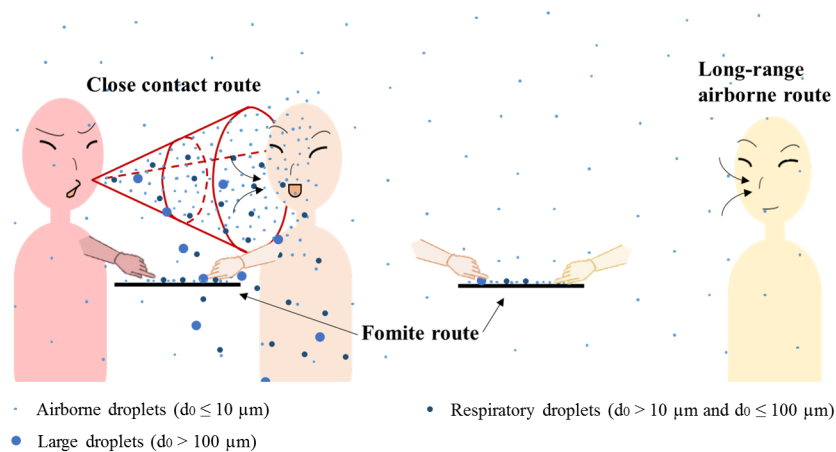 Close contact route
Long-range
airborne route
Fomite route
Airborne droplets (d0 ≤ 10 µm)
Respiratory droplets (d0 > 10 µm and d0 ≤ 100 µm)
Large droplets (d0 > 100 µm)